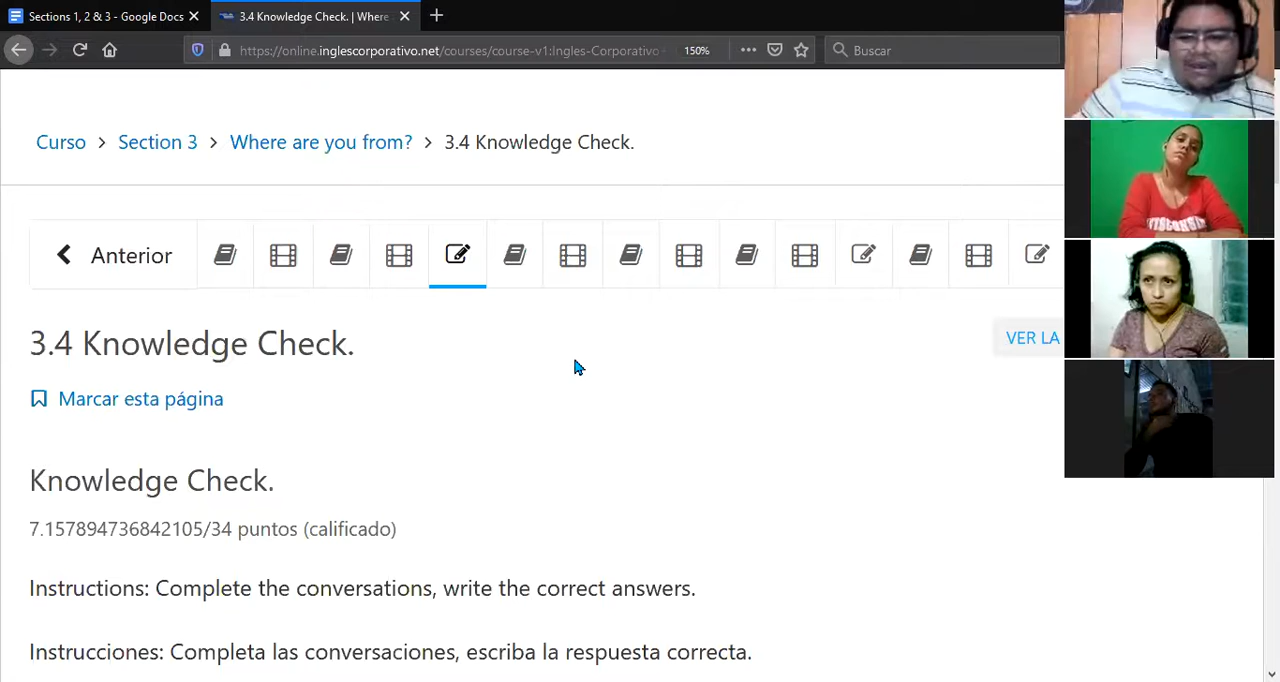 Sections 1, 2 & 3 - Google Docs
3.4 Knowledge Check. | Where
https://online.inglescorporativo.net/courses/course-v1:Ingles-Corporativo
150%
Buscar
Curso > Section 3 > Where are you from? > 3.4 Knowledge Check.
Anterior
3.4 Knowledge Check.
VER LA
Marcar esta página
Knowledge Check.
7.157894736842105/34 puntos (calificado)
Instructions: Complete the conversations, write the correct answers.
Instrucciones: Completa las conversaciones, escriba la respuesta correcta.
WISCONSIN